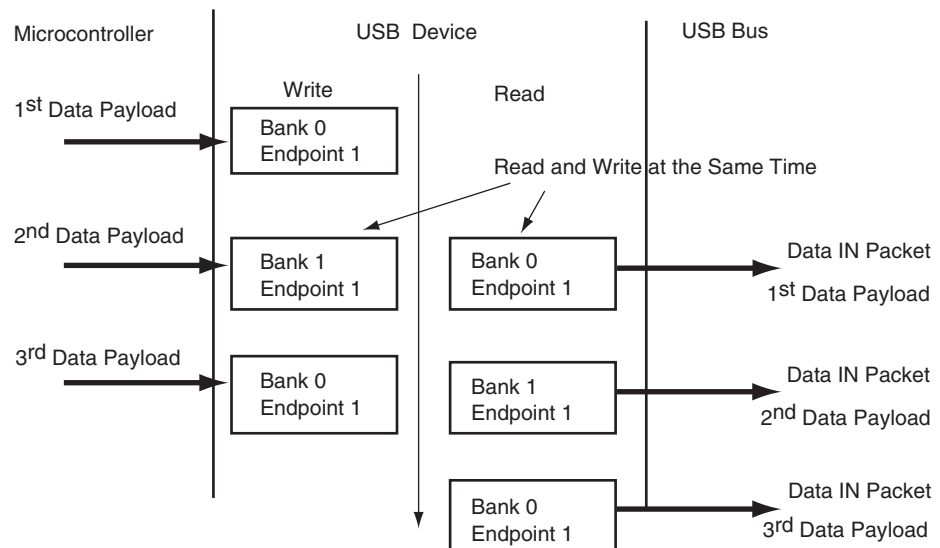 Microcontroller
USB Device
USB Bus
Write
Read
1st Data Payload
Bank 0
Endpoint 1
Read and Write at the Same Time
2nd Data Payload
Bank 1
Endpoint 1
Bank 0
Endpoint 1
Data IN Packet
1st Data Payload
3rd Data Payload
Bank 0
Endpoint 1
Bank 1
Endpoint 1
Data IN Packet
2nd Data Payload
Bank 0
Endpoint 1
Data IN Packet
3rd Data Payload